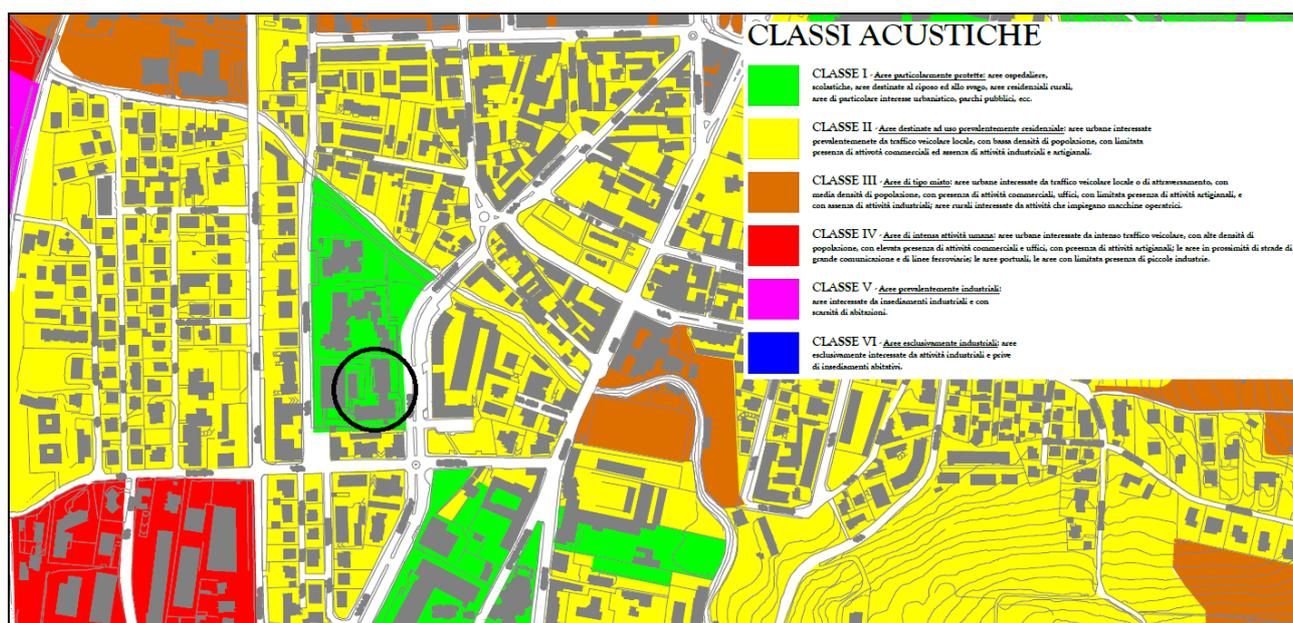 CLASSI ACUSTICHE
CLASSE I - Aree particolarmente protette: aree ospedaliere,
scolastiche, aree destinate al riposo ed allo svago, aree residenziali rurali,
aree di particolare interesse urbanistico, parchi pubblici, ecc.
CLASSE II - Aree destinate ad uso prevalentemente residenziale: aree urbane interessate
prevalentemenete da traffico veicolare locale, con bassa densità di popolazione, con limitata
presenza di attivotà commerciali ed assenza di attività industriali e artigianali.
CLASSE III - Aree di tipo misto: aree urbane interessate da traffico veicolare locale o di attraversamento, con
media densità di popolazione, con presenza di attività commerciali, uffici, con limitata presenza di attività artigianali, e
con assenza di attività industriali; aree rurali interessate da attività che impiegano macchine operatrici.
CLASSE IV - Aree di intensa attività umana: aree urbane interessate da intenso traffico veicolare, con alte densità di
popolazione, con elevata presenza di attività commerciali e uffici, con preesenza di attività artigianali; le aree in prossimità di strade di
grande comunicazione e di linee ferroviarie; le aree portuali, le aree con limitata presenza di piccole industrie.
CLASSE V - Aree prevalentemente industriali:
aree interessate da insediamenti industriali e con
scarsità di abitazioni.
CLASSE VI - Aree esclusivamente industriali: aree
esclusivamente interessate da attività industriali e prive
di insediamenti abitativi.